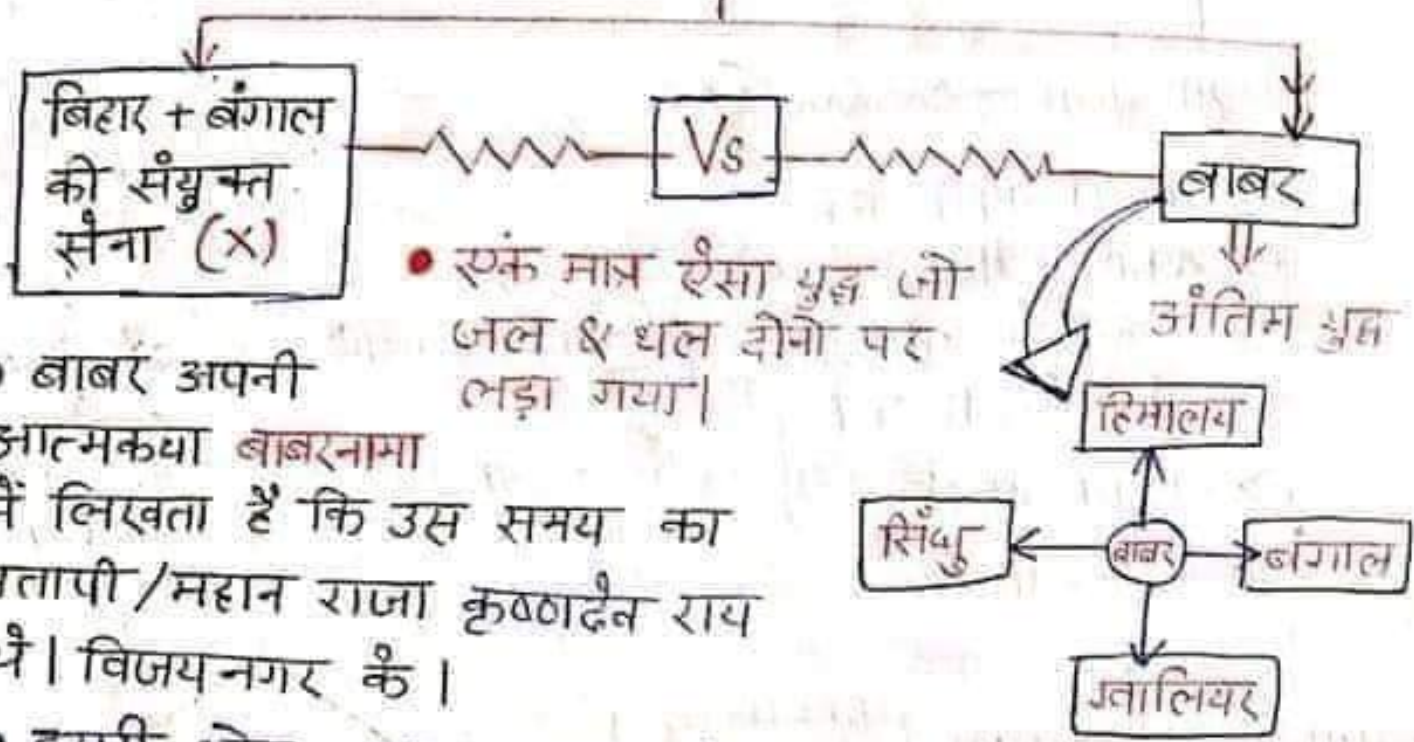 बिहार + बंगाल
की संयुक्त
सेना (X)
Vs
बाबर
अंतिम युद्ध
• एक मात्र ऐसा युद्ध जो
जल & थल दोनो पर
लड़ा गया|
बाबर अपनी
आत्मकथा बाबरनामा
में लिखता है कि उस समय का
प्रतापी/महान राजा कृष्णदेव राय
थे| विजयनगर के|
हिमालय
सिंधु
बाबर
बंगाल
ग्वालियर